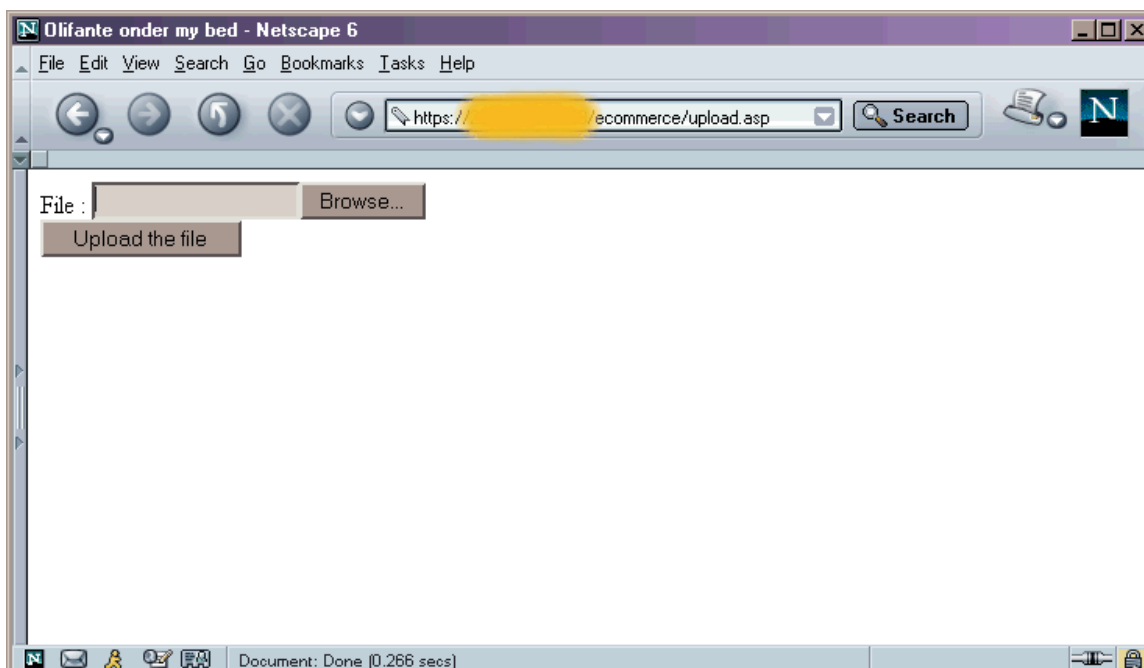 Olifante onder my bed - Netscape 6
File Edit View Search Go Bookmarks Tasks Help
https:// /ecommerce/upload.asp Search N
File : Browse...
Upload the file
Document: Done (0.266 secs)